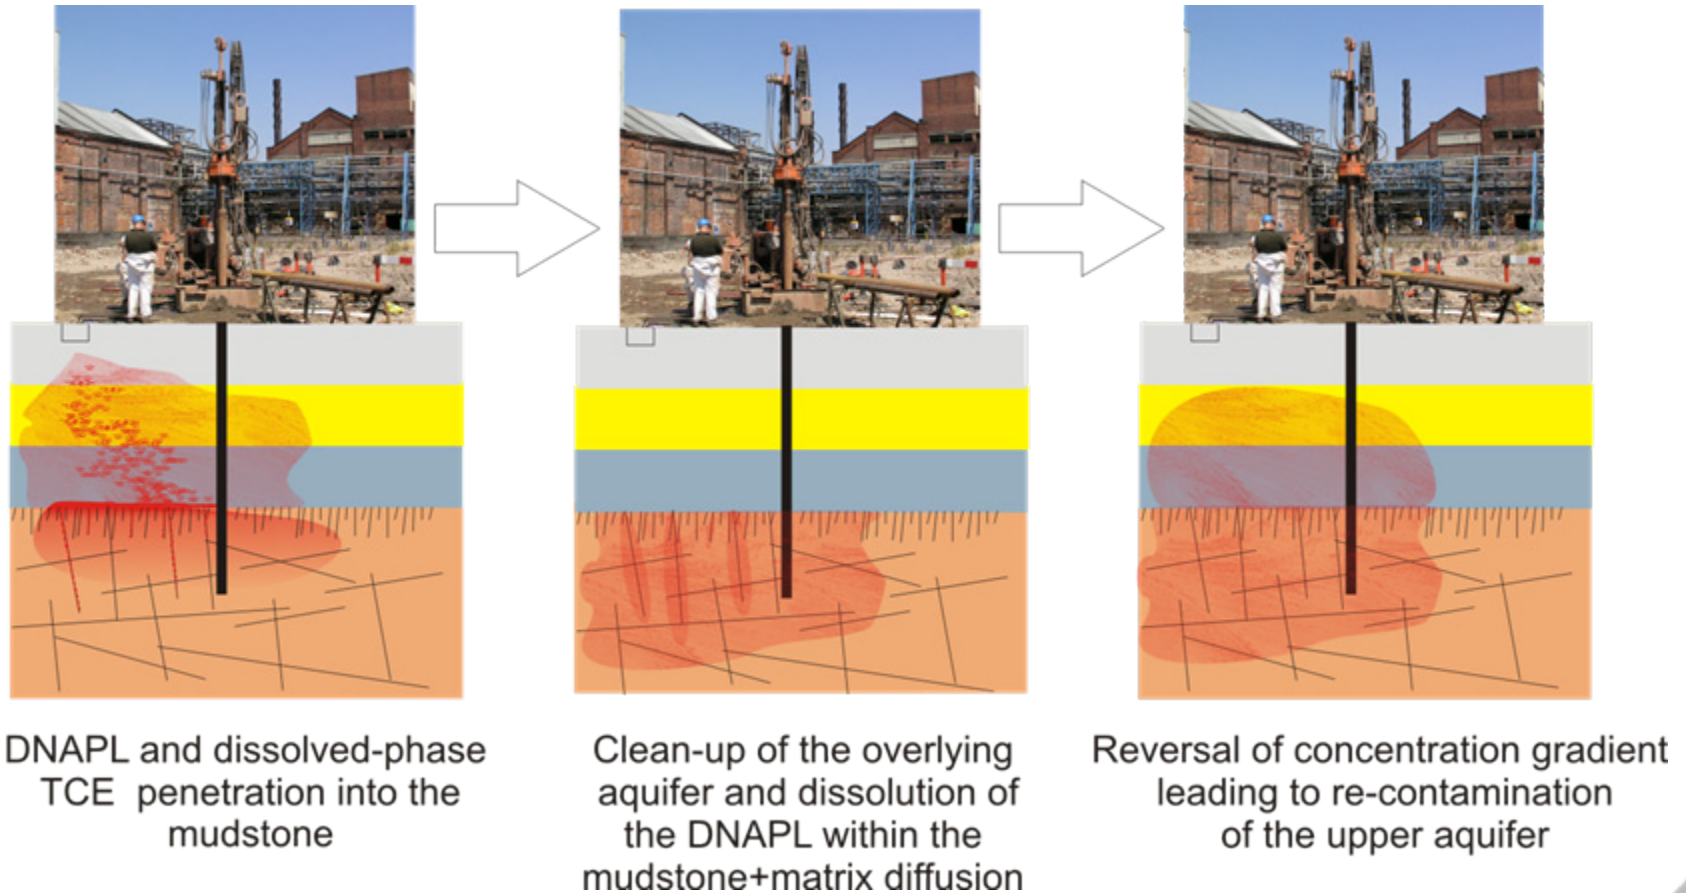 DNAPL and dissolved-phase
TCE penetration into the
mudstone
Clean-up of the overlying
aquifer and dissolution of
the DNAPL within the
mudstone+matrix diffusion
Reversal of concentration gradient
leading to re-contamination
of the upper aquifer